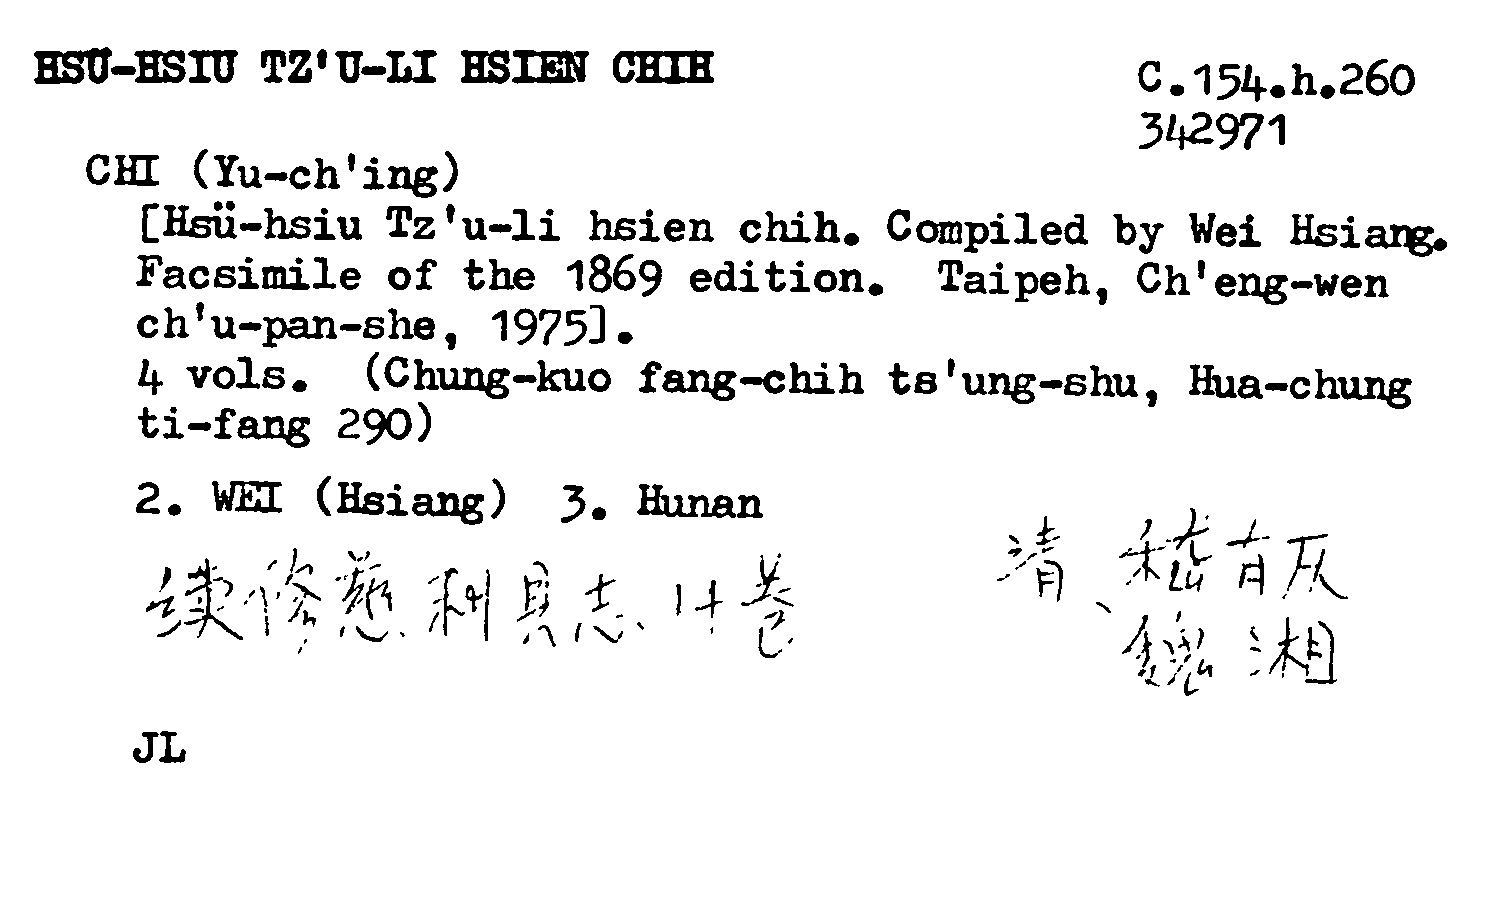 HSÜ-HSIU TZ'U-LI HSIEN CHIH
C.154.h.260
342971
CHI (Yu-ch'ing)
[Hsü-hsiu Tz'u-li hsien chih. Compiled by Wei Hsiang.
Facsimile of the 1869 edition. Taipeh, Ch'eng-wen
ch'u-pan-she, 1975].
4 vols. (Chung-kuo fang-chih ts'ung-shu, Hua-chung
ti-fang 290)
2. WEI (Hsiang) 3. Hunan
续修慈利县志.14卷
清、稽有庆
魏湘
JL